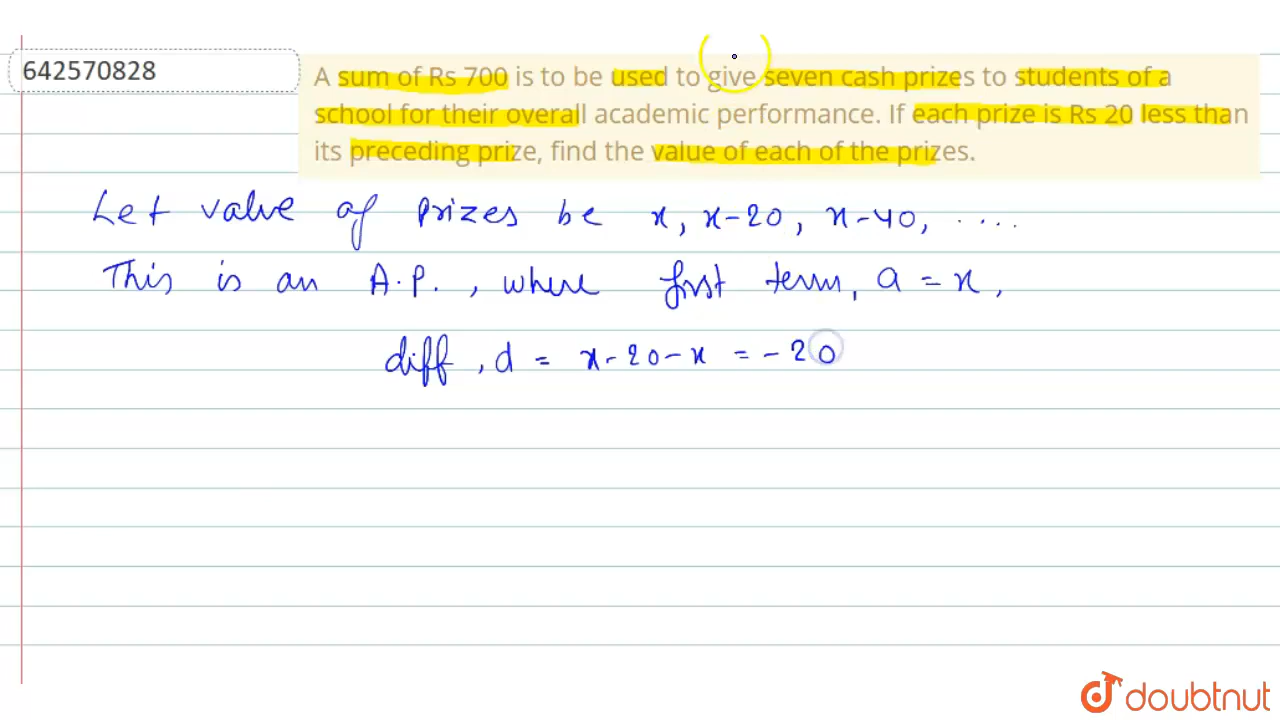 642570828
A sum of Rs 700 is to be used to give seven cash prizes to students of a
school for their overall academic performance. If each prize is Rs 20 less than
its preceding prize, find the value of each of the prizes.
Let value of prizes be x, x-20, x-40, ....
This is an A.P., where first term, a = x,
diff, d = x-20-x = -20
doubtnut